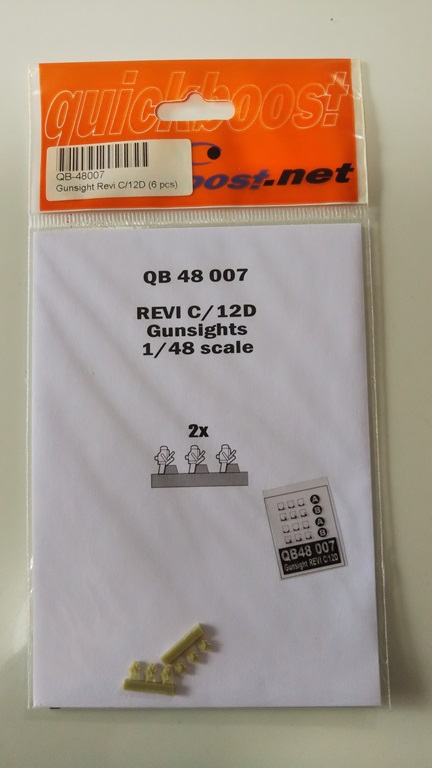 quickboost
QB-48007
Gunsight Revi C/12D (6 pcs)
boost.net
QB 48 007
REVI C/12D
Gunsights
1/48 scale
2x
A
B
A
B
QB48 007
Gunsight REVI C/12D